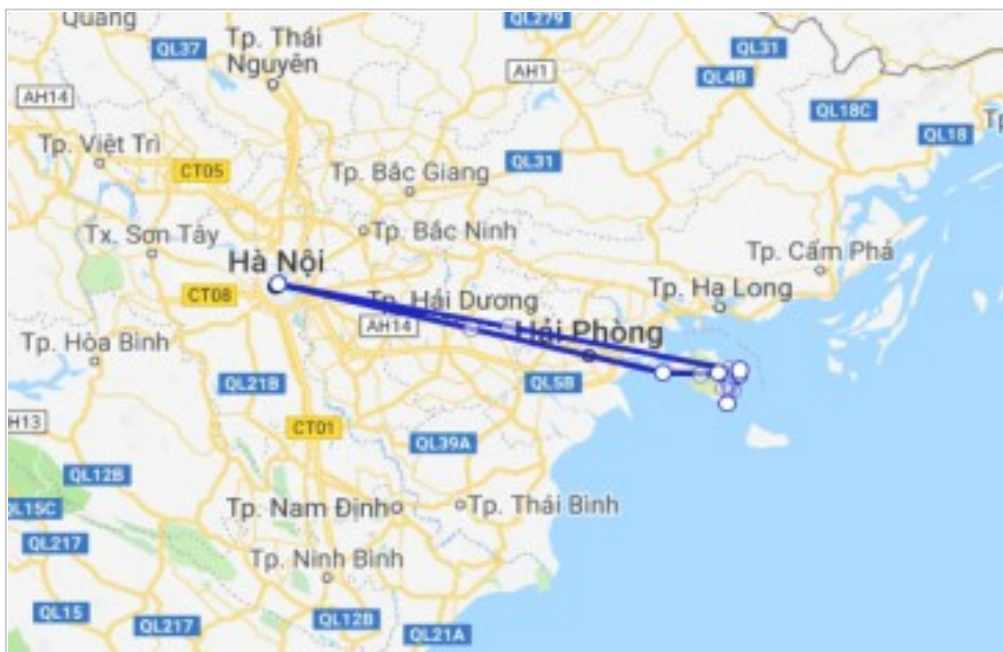 Quang
QL279
QL37
Tp. Thái
Nguyên
QL31
AH1
QL4B
AH14
QL18C
QL18
Tp. Việt Trì
QL31
CT05
Tp. Bắc Giang
Tp. Bắc Ninh
Tx. Sơn Tây
Tp. Cẩm Phả
Hà Nội
CT08
Tp. Hải Dương
Tp. Hạ Long
AH14
Hải Phòng
Tp. Hòa Bình
QL21B
QL5B
H13
CT01
QL39A
QL12B
QL15C
Tp. Nam Định
Tp. Thái Bình
QL217
Tp. Ninh Bình
QL15
QL217
QL12B
QL21A